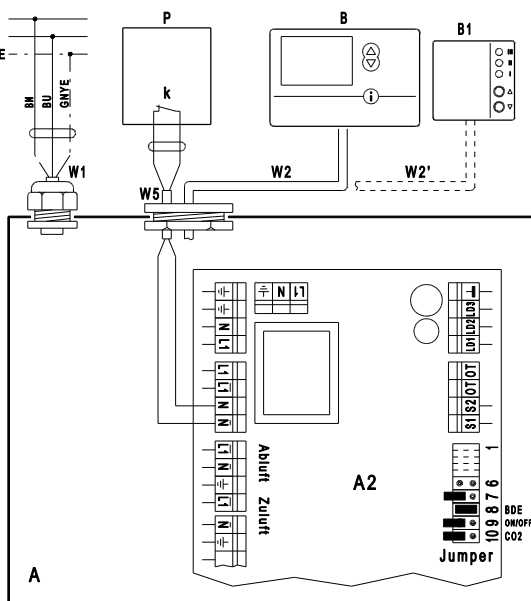 P
B
B1
E
k
BN
BU
GNYE
i
W1
W5
W2
W2'
L1
N
N
L1
L1
L1
N
N
L1
N
L1
N
Abluft
Zuluft
A2
LD3
LD2
LD1
OT
OT
S2
S1
1
6
7
8 BDE
9 ON/OFF
10 CO2
Jumper
A